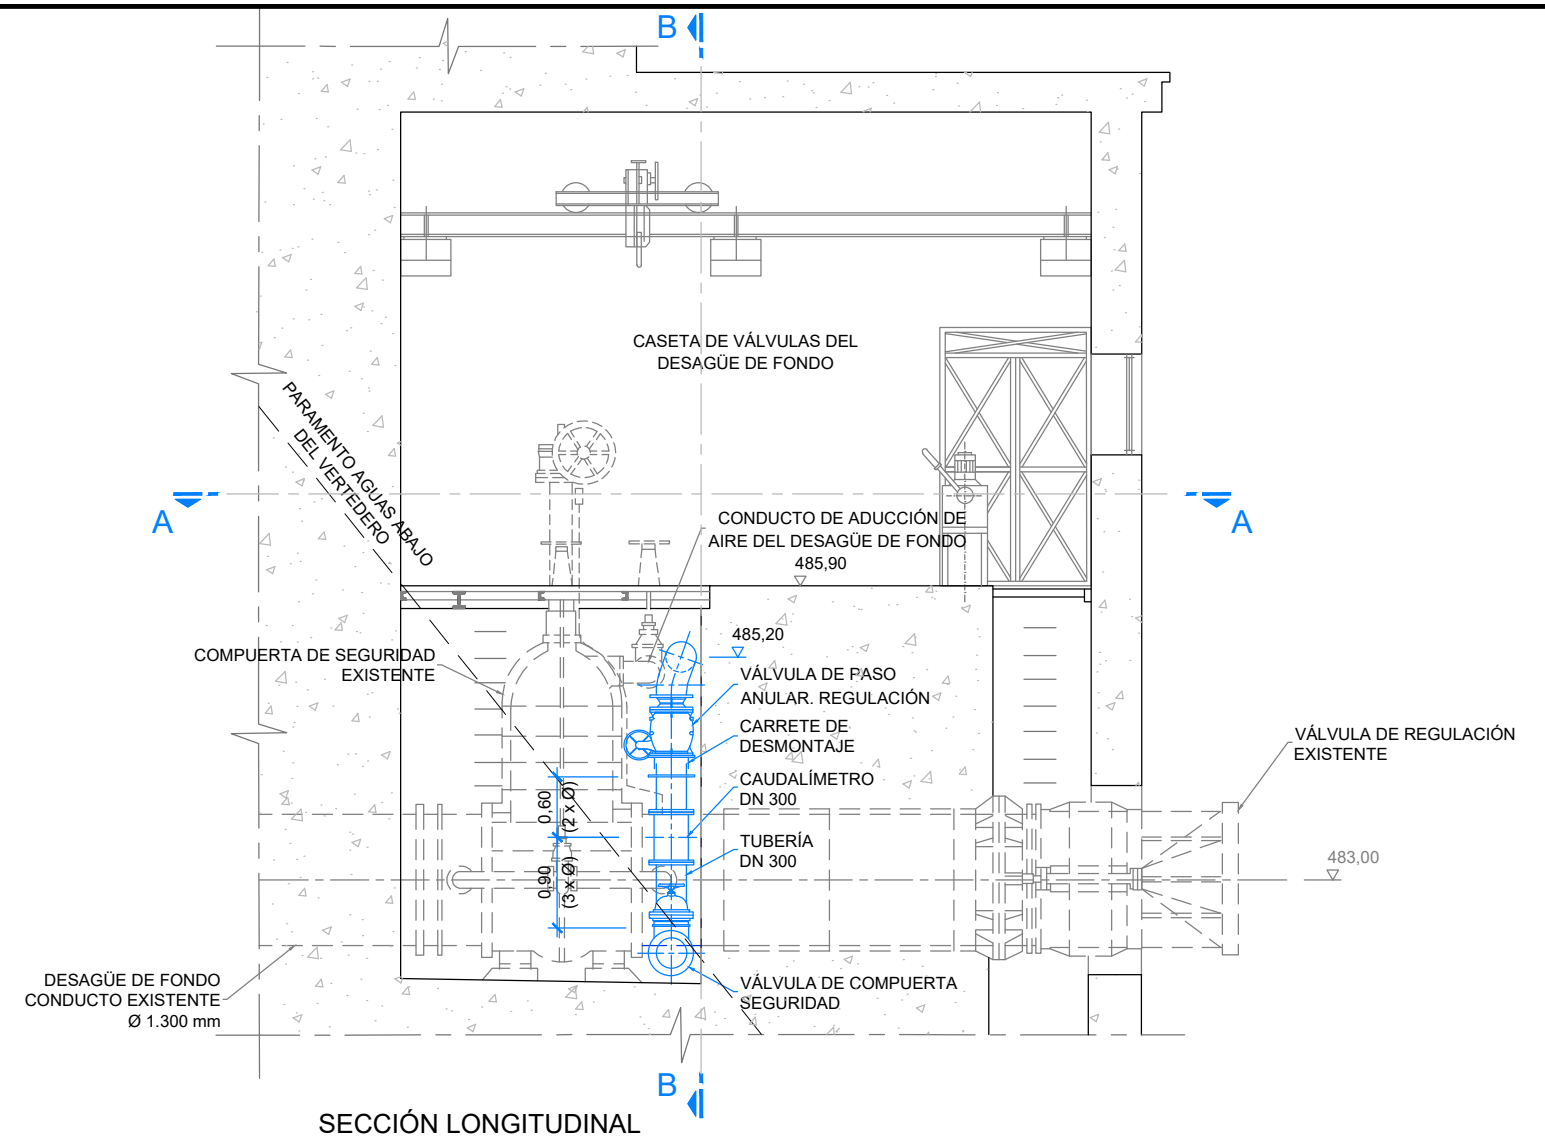 B
CASETA DE VÁLVULAS DEL
DESAGÜE DE FONDO
PARAMENTO AGUAS ABAJO
DEL VERTEDERO
A
A
CONDUCTO DE ADUCCIÓN DE
AIRE DEL DESAGÜE DE FONDO
485,90
485,20
COMPUERTA DE SEGURIDAD
EXISTENTE
VÁLVULA DE PASO
ANULAR. REGULACIÓN
CARRETE DE
DESMONTAJE
VÁLVULA DE REGULACIÓN
EXISTENTE
CAUDALÍMETRO
DN 300
0,60
(2 x Ø)
TUBERÍA
DN 300
0,90
(3 x Ø)
483,00
DESAGÜE DE FONDO
CONDUCTO EXISTENTE
Ø 1.300 mm
VÁLVULA DE COMPUERTA
SEGURIDAD
B
SECCIÓN LONGITUDINAL